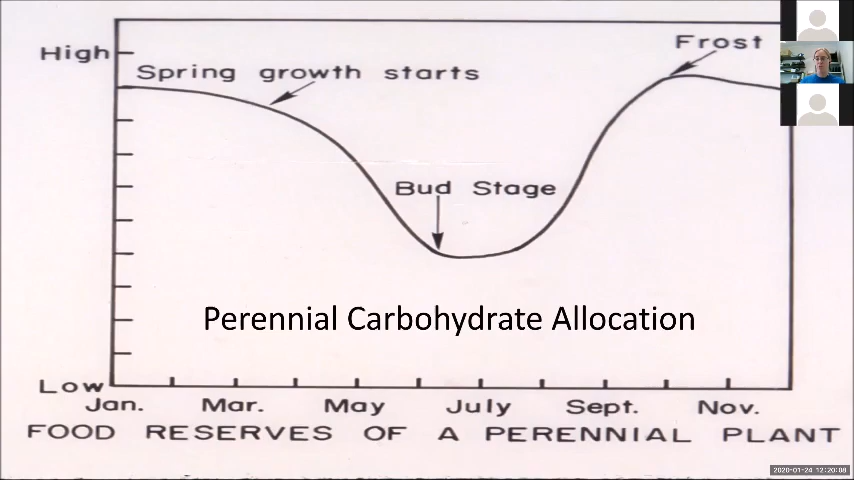 High
Frost
Spring growth starts
Bud Stage
Perennial Carbohydrate Allocation
Low
Jan. Mar. May July Sept. Nov.
FOOD RESERVES OF A PERENNIAL PLANT
2020-01-24 12:20:08